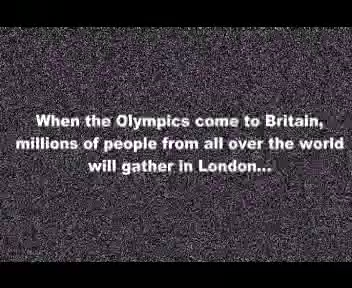 When the Olympics come to Britain,
millions of people from all over the world
will gather in London...